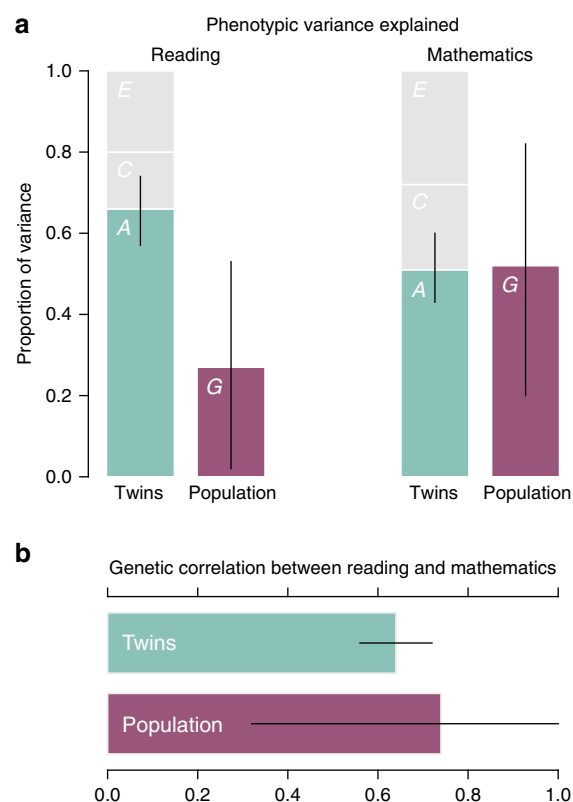 a
Phenotypic variance explained
Reading
Mathematics
Proportion of variance
1.0
0.8
0.6
0.4
0.2
0.0
E
C
A
G
E
C
A
G
Twins
Population
Twins
Population
b
Genetic correlation between reading and mathematics
Twins
Population
0.0 0.2 0.4 0.6 0.8 1.0